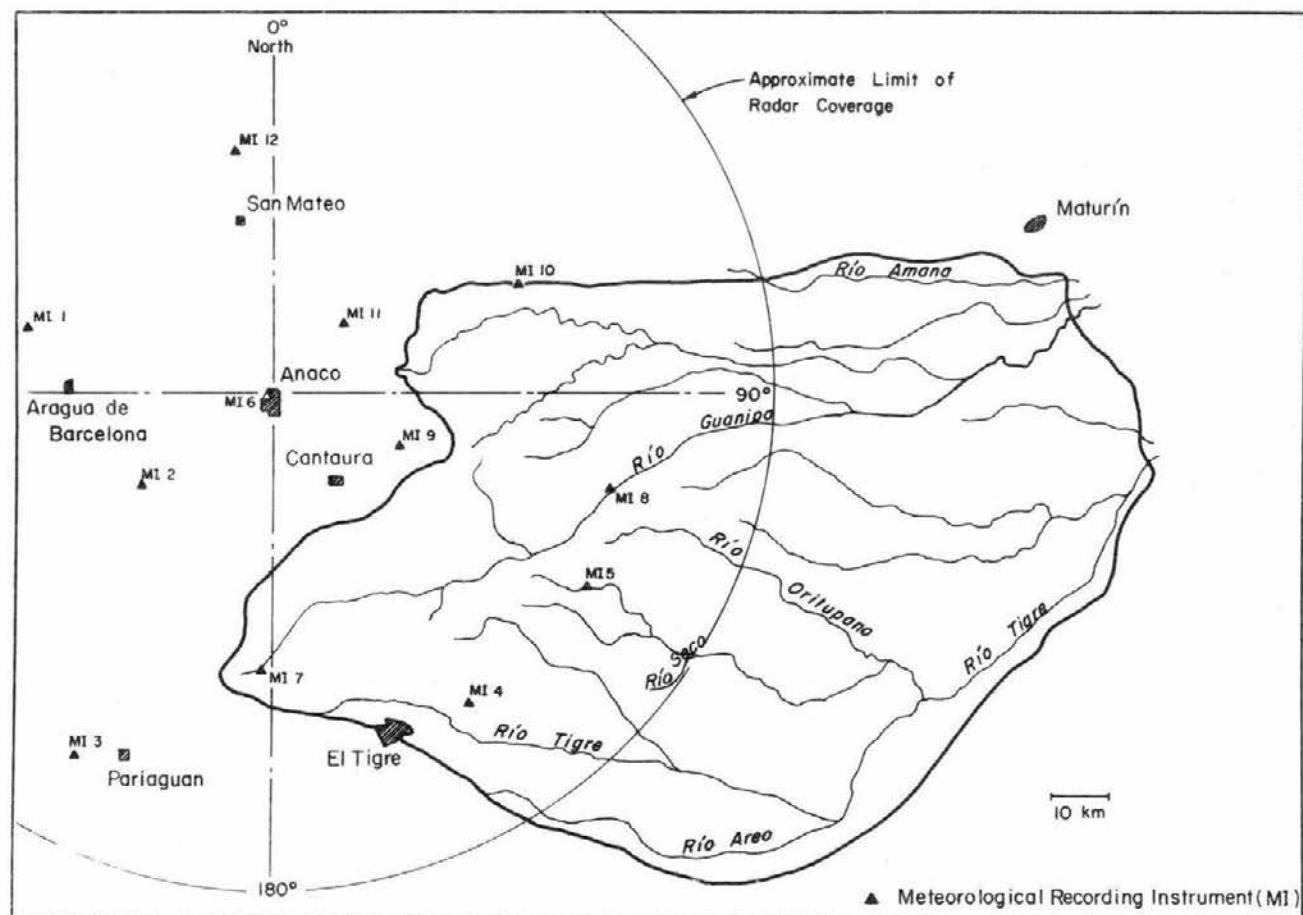 0°
North
Approximate Limit of
Radar Coverage
MI 12
San Mateo
Maturín
MI 10
Río Amana
MI 1
MI 11
Anaco
MI 6
90°
Aragua de
Barcelona
Río Guanipa
MI 9
Cantaura
MI 2
MI 8
Río Oritupano
MI 5
Río Tigre
Río Seco
MI 7
MI 4
Río Tigre
El Tigre
MI 3
Pariaguan
10 km
Río Areo
180°
Meteorological Recording Instrument (MI)